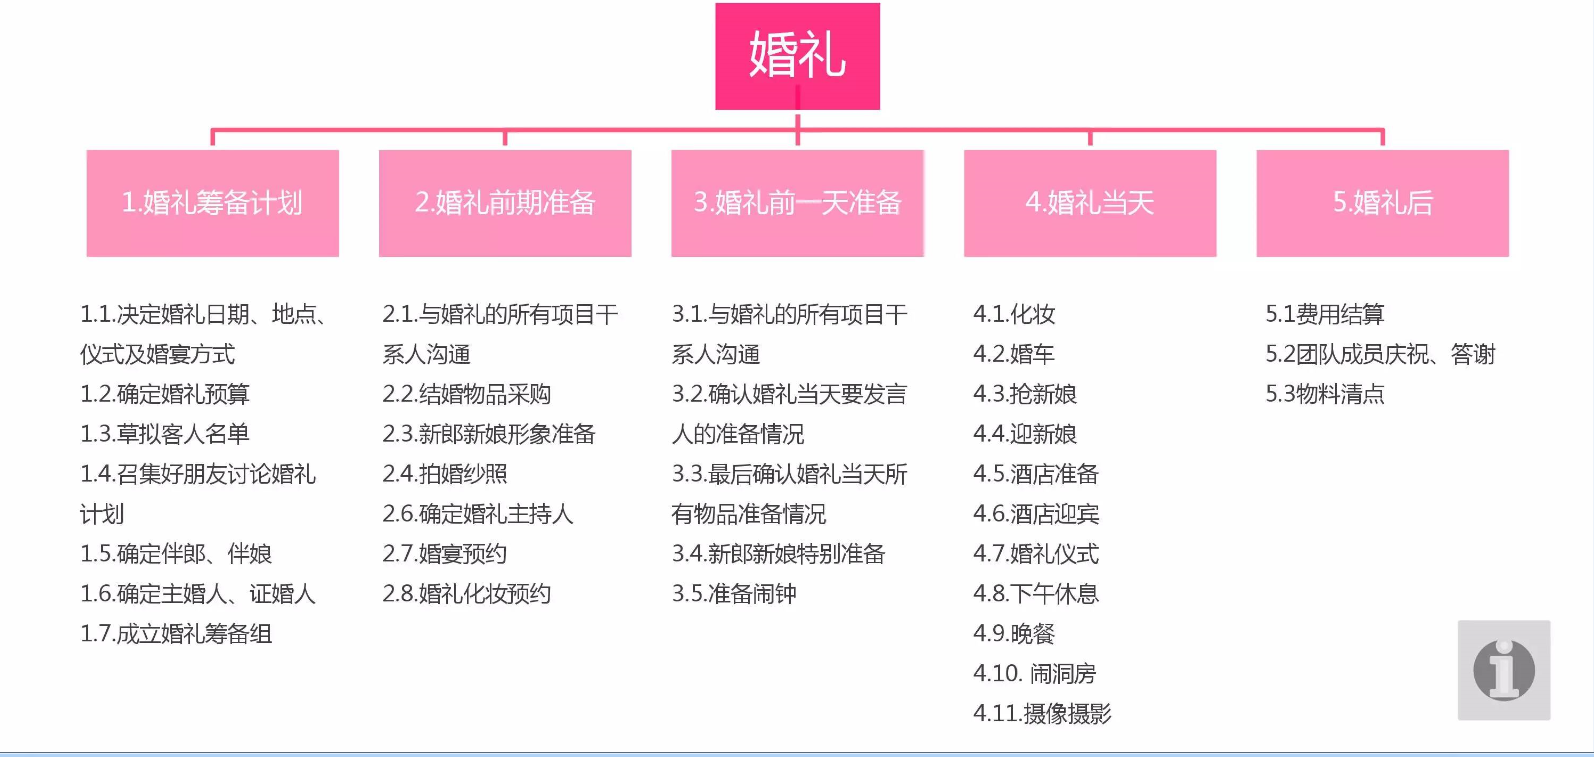 婚礼
1.婚礼筹备计划
2.婚礼前期准备
3.婚礼前一天准备
4.婚礼当天
5.婚礼后
1.1.决定婚礼日期、地点、
仪式及婚宴方式
1.2.确定婚礼预算
1.3.草拟客人名单
1.4.召集好朋友讨论婚礼
计划
1.5.确定伴郎、伴娘
1.6.确定主婚人、证婚人
1.7.成立婚礼筹备组
2.1.与婚礼的所有项目干
系人沟通
2.2.结婚物品采购
2.3.新郎新娘形象准备
2.4.拍婚纱照
2.6.确定婚礼主持人
2.7.婚宴预约
2.8.婚礼化妆预约
3.1.与婚礼的所有项目干
系人沟通
3.2.确认婚礼当天要发言
人的准备情况
3.3.最后确认婚礼当天所
有物品准备情况
3.4.新郎新娘特别准备
3.5.准备闹钟
4.1.化妆
4.2.婚车
4.3.抢新娘
4.4.迎新娘
4.5.酒店准备
4.6.酒店迎宾
4.7.婚礼仪式
4.8.下午休息
4.9.晚餐
4.10. 闹洞房
4.11.摄像摄影
5.1费用结算
5.2团队成员庆祝、答谢
5.3物料清点